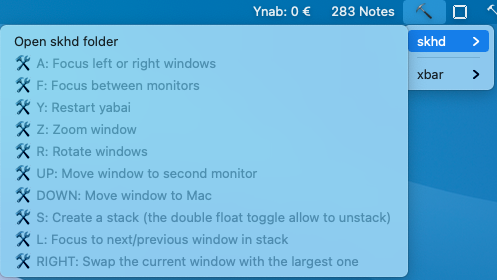 Ynab: 0 € 283 Notes
Open skhd folder
A: Focus left or right windows
F: Focus between monitors
Y: Restart yabai
Z: Zoom window
R: Rotate windows
UP: Move window to second monitor
DOWN: Move window to Mac
S: Create a stack (the double float toggle allow to unstack)
L: Focus to next/previous window in stack
RIGHT: Swap the current window with the largest one
skhd
xbar